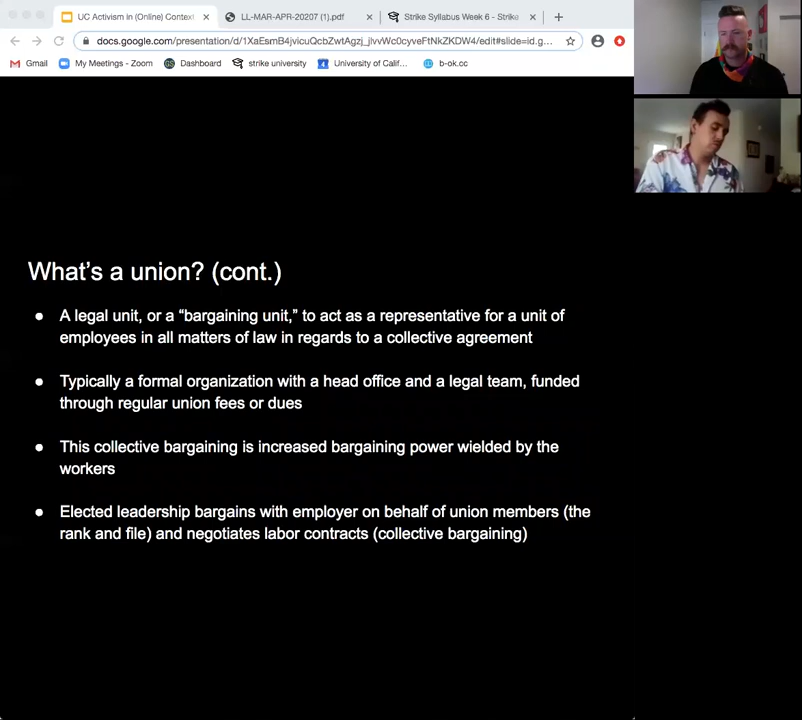 UC Activism In (Online) Context
LL-MAR-APR-20207 (1).pdf
Strike Syllabus Week 6 - Strike
docs.google.com/presentation/d/1XaEsmB4jvicuQcbZwtAgzj_jlvvWc0cyveFtNkZKDW4/edit#slide=id.g...
Gmail
My Meetings - Zoom
Dashboard
strike university
University of Calif...
b-ok.cc
What's a union? (cont.)
● A legal unit, or a “bargaining unit,” to act as a representative for a unit of
employees in all matters of law in regards to a collective agreement
● Typically a formal organization with a head office and a legal team, funded
through regular union fees or dues
● This collective bargaining is increased bargaining power wielded by the
workers
● Elected leadership bargains with employer on behalf of union members (the
rank and file) and negotiates labor contracts (collective bargaining)